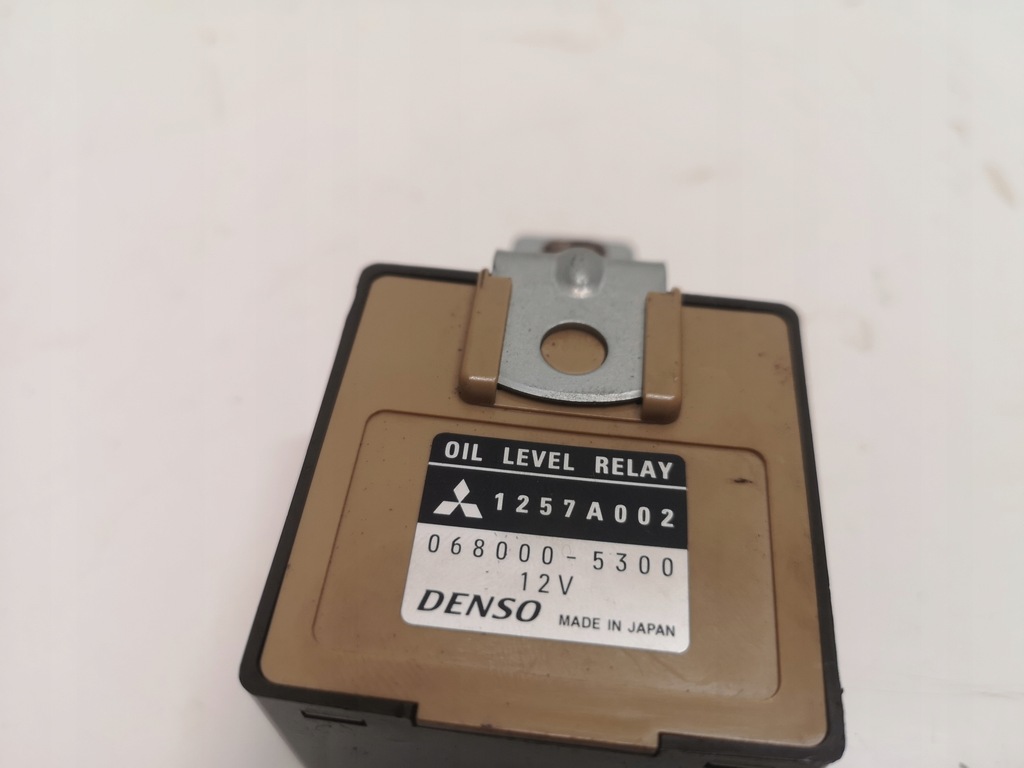 OIL LEVEL RELAY
1257A002
068000-5300
12V
DENSO MADE IN JAPAN